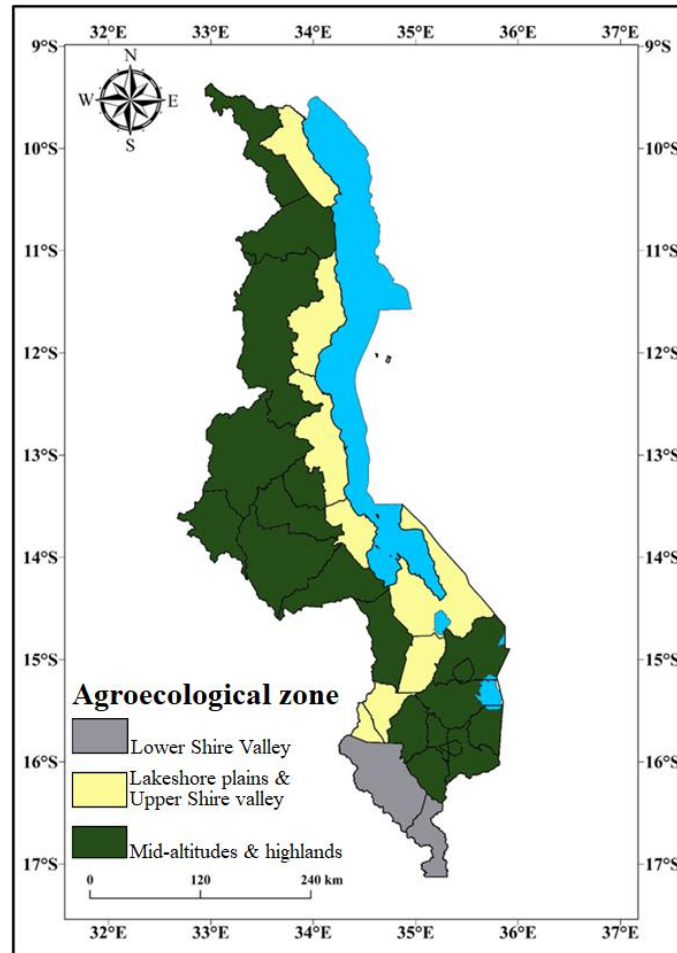 32°E 33°E 34°E 35°E 36°E 37°E
9°S 9°S
N
W E
S
10°S 10°S
11°S 11°S
12°S 12°S
13°S 13°S
14°S 14°S
15°S 15°S
Agroecological zone
Lower Shire Valley
16°S 16°S
Lakeshore plains &
Upper Shire valley
Mid-altitudes & highlands
17°S 17°S
0 120 240 km
32°E 33°E 34°E 35°E 36°E 37°E